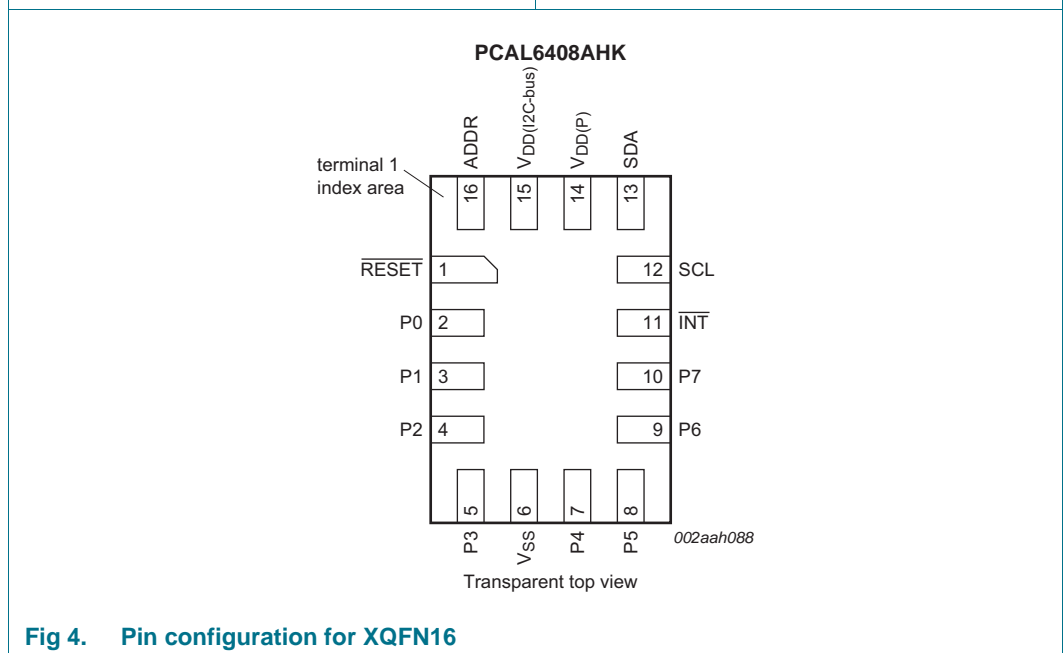 PCAL6408AHK
terminal 1
index area
ADDR
VDD(I2C-bus)
VDD(P)
SDA
16
15
14
13
RESET 1
12 SCL
P0 2
11 INT
P1 3
10 P7
P2 4
9 P6
5
6
7
8
P3
VSS
P4
P5
002aah088
Transparent top view
Fig 4. Pin configuration for XQFN16